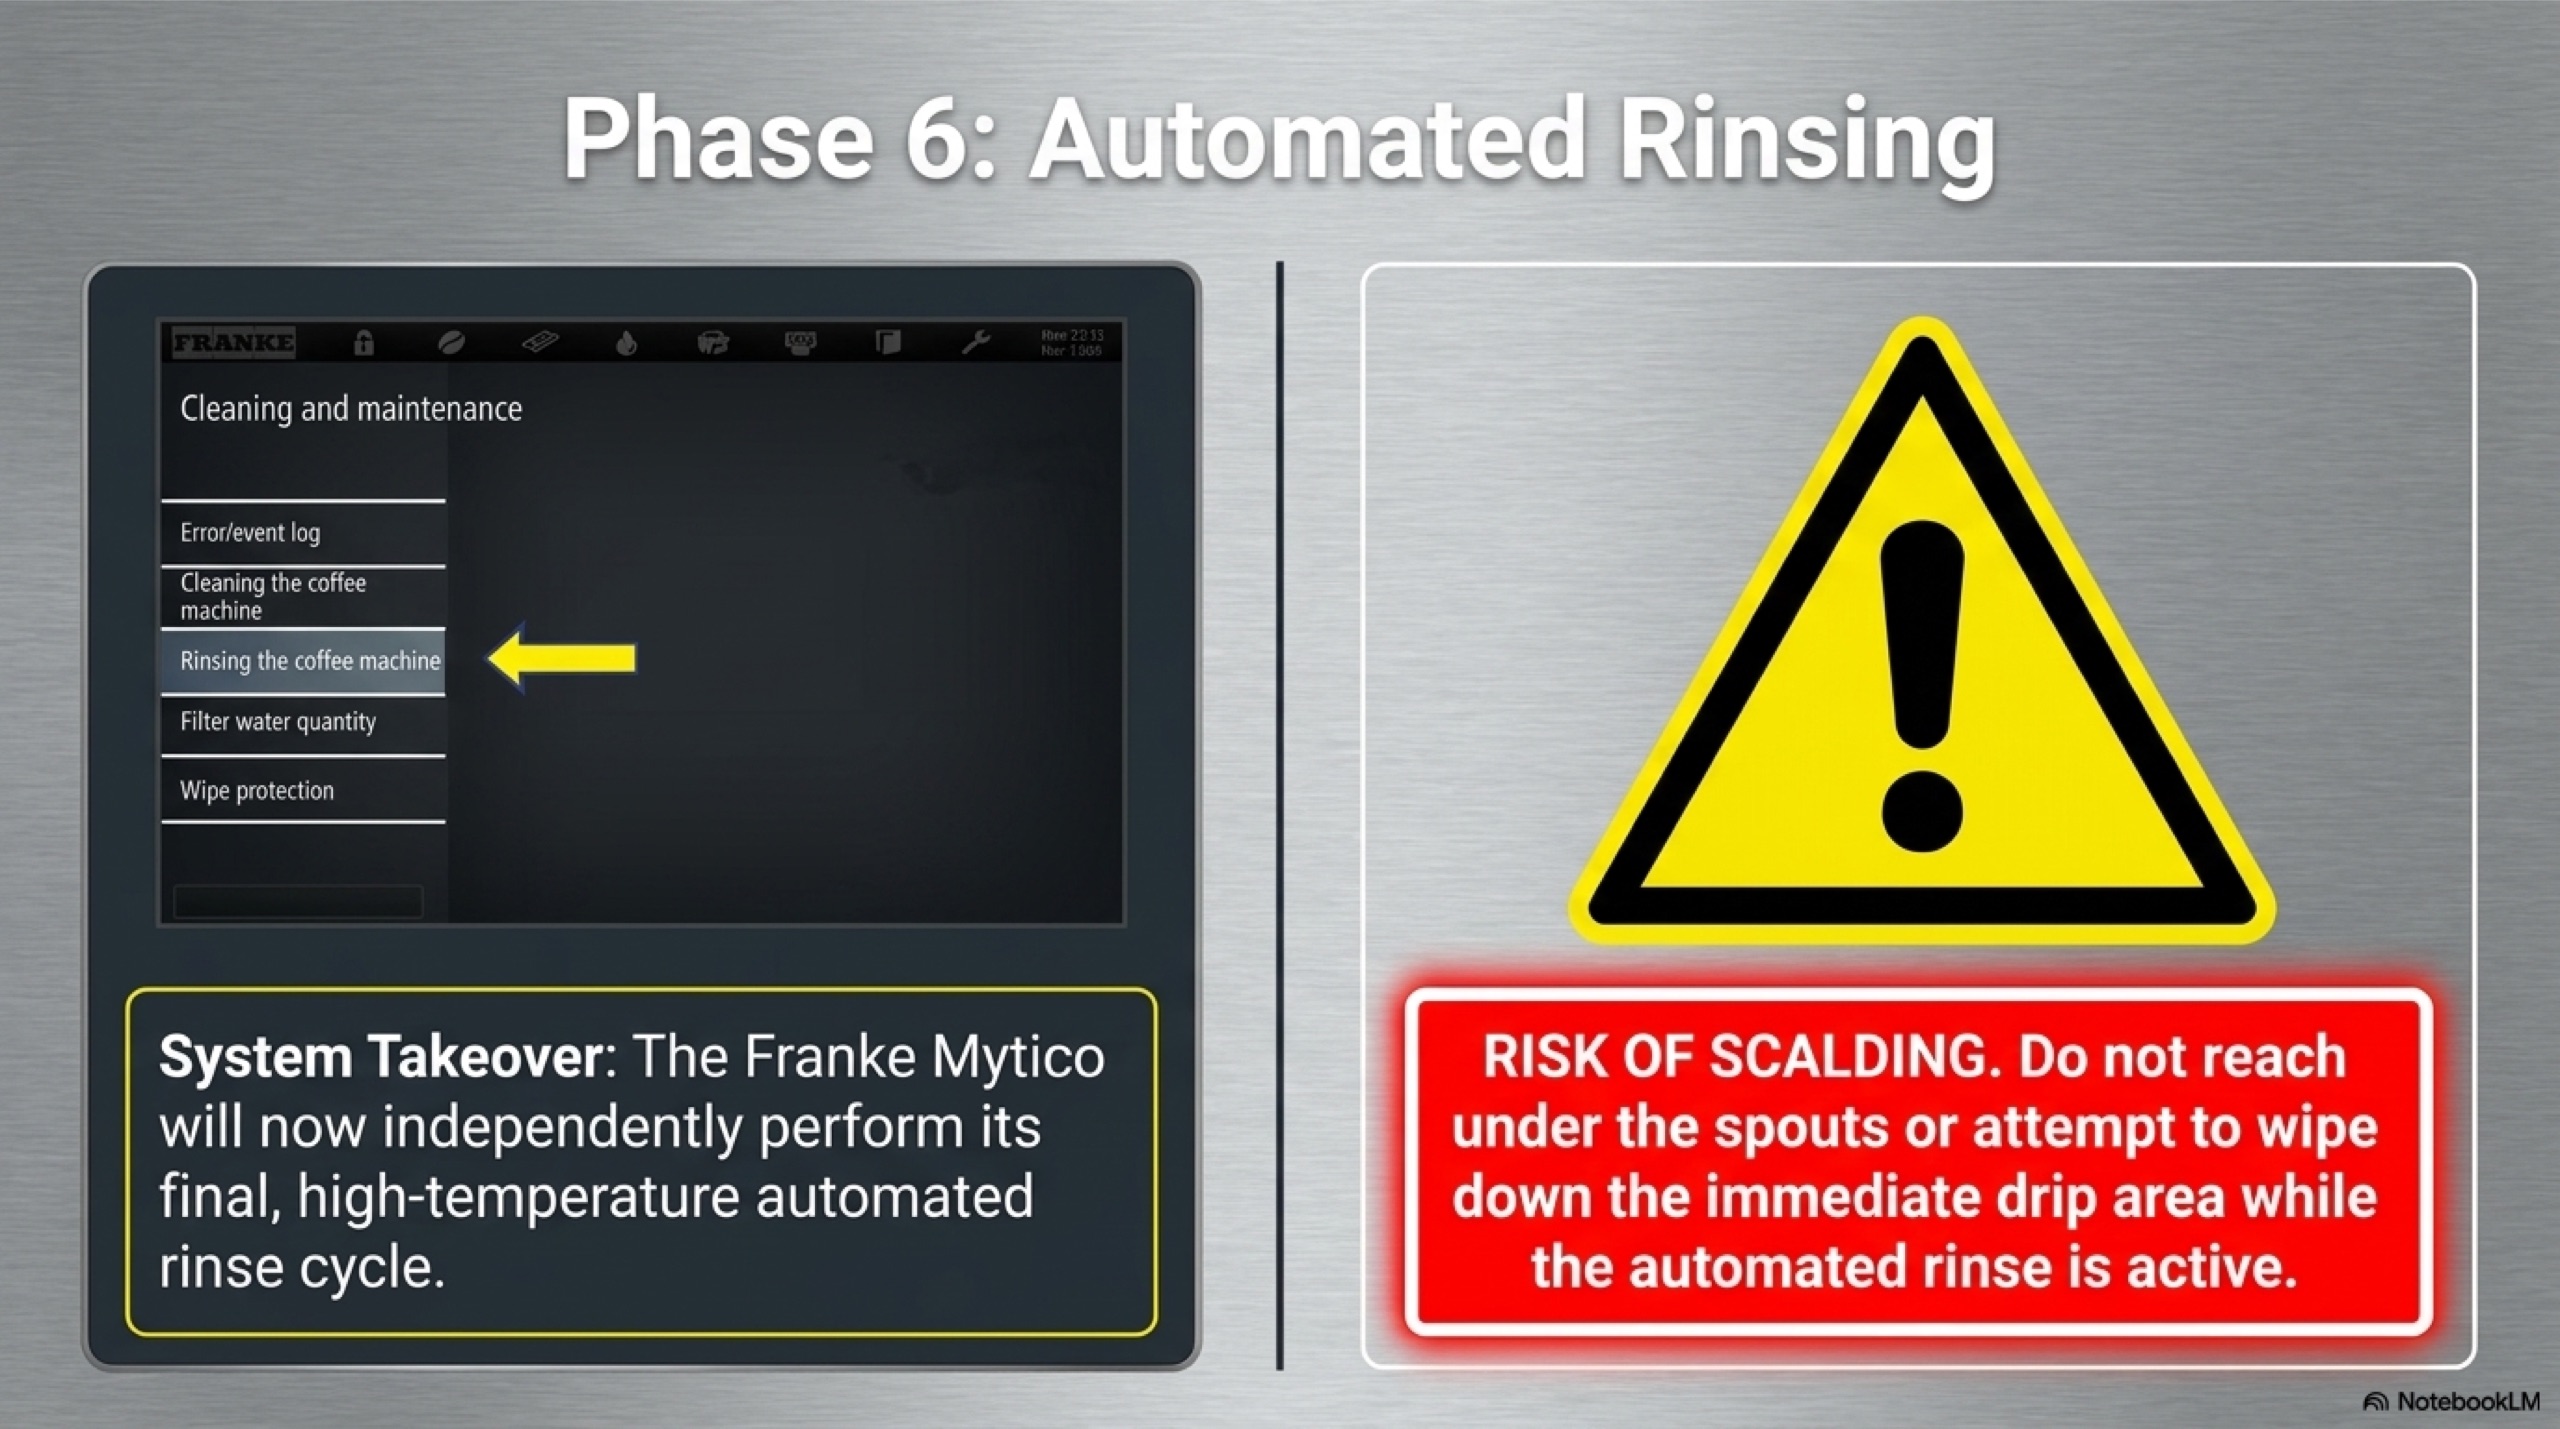 Phase 6: Automated Rinsing
FRANKE
Cleaning and maintenance
Error/event log
Cleaning the coffee
machine
Rinsing the coffee machine
Filter water quantity
Wipe protection
System Takeover: The Franke Mytico
will now independently perform its
final, high-temperature automated
rinse cycle.
RISK OF SCALDING. Do not reach
under the spouts or attempt to wipe
down the immediate drip area while
the automated rinse is active.
NotebookLM